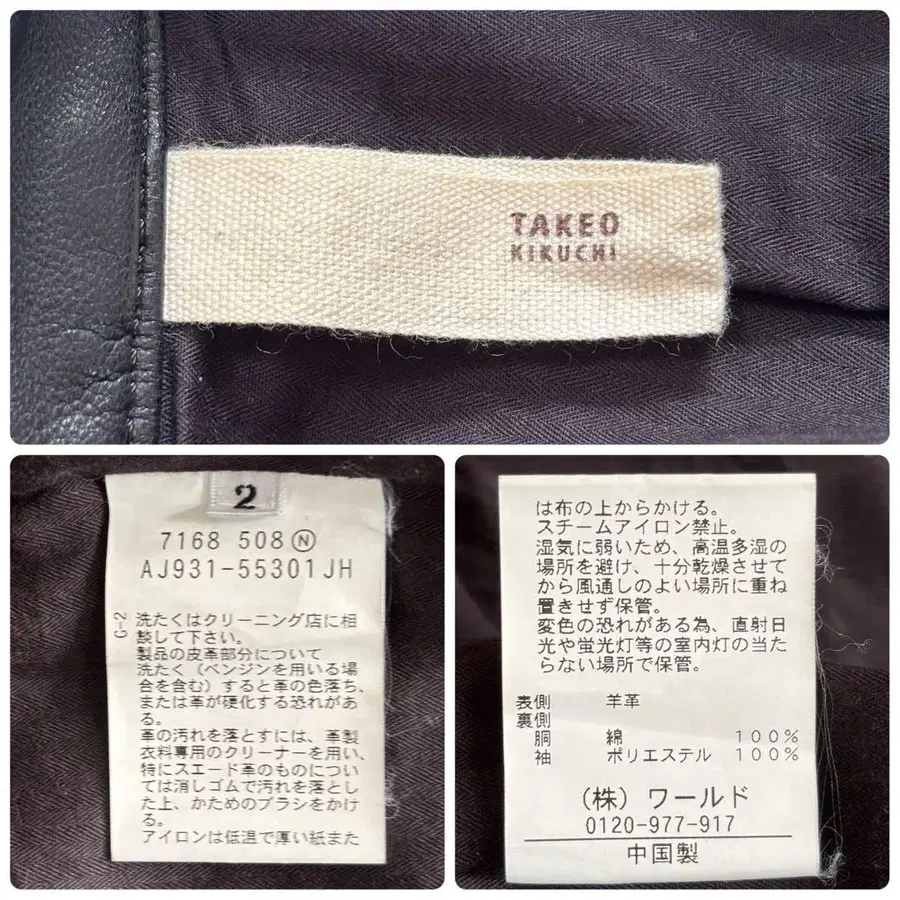 TAKEO
KIKUCHI
2
7168 508 Ⓝ
AJ931-55301JH
G-2
洗たくはクリーニング店に相
談して下さい。
製品の皮革部分について
洗たく(ベンジンを用いる場
合を含む)すると革の色落ち、
または革が硬化する恐れがあ
る。
革の汚れを落とすには、革製
衣料専用のクリーナーを用い、
特にスエード革のものについ
ては消しゴムで汚れを落とし
た上、かためのブラシをかけ
る。
アイロンは低温で厚い紙また
は布の上からかける。
スチームアイロン禁止。
湿気に弱いため、高温多湿の
場所を避け、十分乾燥させて
から風通しのよい場所に重ね
置きせず保管。
変色の恐れがある為、直射日
光や蛍光灯等の室内灯の当た
らない場所で保管。
表側 羊革
裏側
胴 綿 100%
袖 ポリエステル 100%
(株) ワールド
0120-977-917
中国製